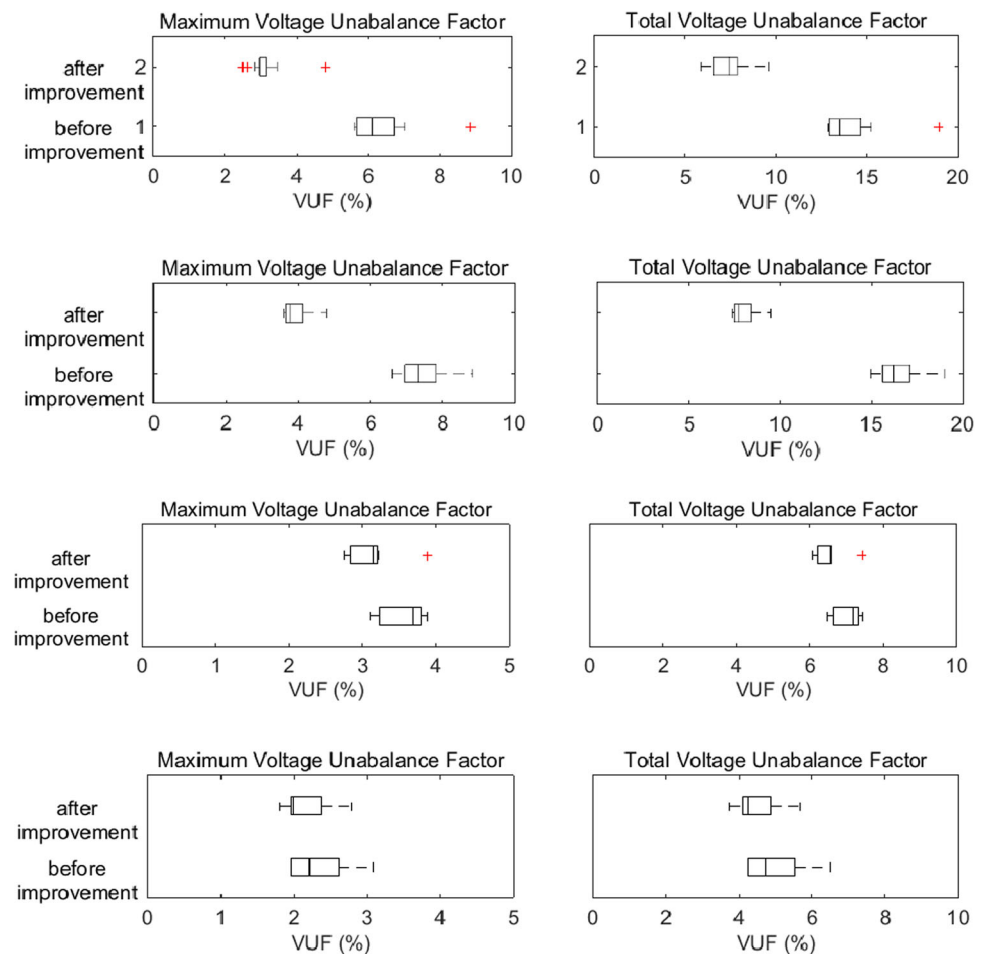 Maximum Voltage Unabalance Factor
after
improvement
2
before
improvement
1
0 2 4 6 8 10
VUF (%)
Total Voltage Unabalance Factor
2
1
0 5 10 15 20
VUF (%)
Maximum Voltage Unabalance Factor
after
improvement
before
improvement
0 2 4 6 8 10
VUF (%)
Total Voltage Unabalance Factor
0 5 10 15 20
VUF (%)
Maximum Voltage Unabalance Factor
after
improvement
before
improvement
0 1 2 3 4 5
VUF (%)
Total Voltage Unabalance Factor
0 2 4 6 8 10
VUF (%)
Maximum Voltage Unabalance Factor
after
improvement
before
improvement
0 1 2 3 4 5
VUF (%)
Total Voltage Unabalance Factor
0 2 4 6 8 10
VUF (%)